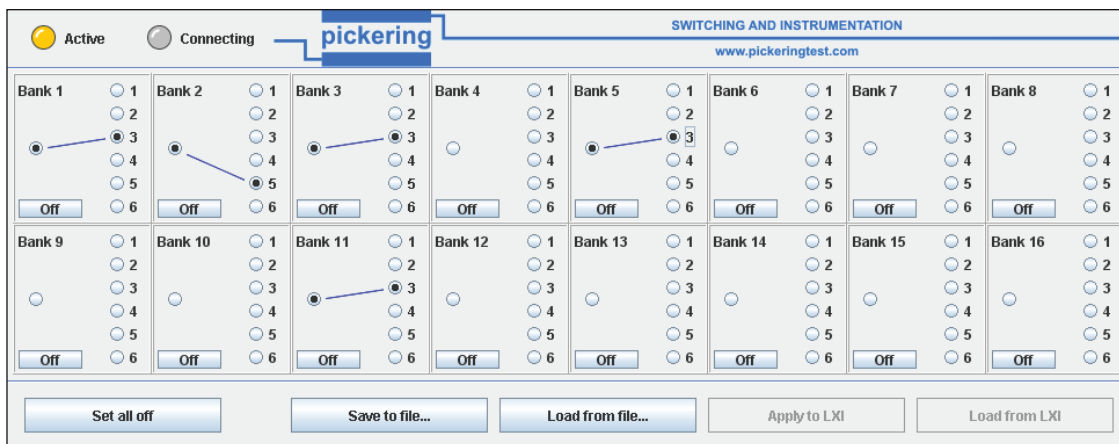 Active Connecting pickering SWITCHING AND INSTRUMENTATION
www.pickeringtest.com
Bank 1 1 Bank 2 1 Bank 3 1 Bank 4 1 Bank 5 1 Bank 6 1 Bank 7 1 Bank 8 1
2 2 2 2 2 2 2 2
3 3 3 3 3 3 3 3
4 4 4 4 4 4 4 4
5 5 5 5 5 5 5 5
Off 6 Off 6 Off 6 Off 6 Off 6 Off 6 Off 6 Off 6
Bank 9 1 Bank 10 1 Bank 11 1 Bank 12 1 Bank 13 1 Bank 14 1 Bank 15 1 Bank 16 1
2 2 2 2 2 2 2 2
3 3 3 3 3 3 3 3
4 4 4 4 4 4 4 4
5 5 5 5 5 5 5 5
Off 6 Off 6 Off 6 Off 6 Off 6 Off 6 Off 6 Off 6
Set all off Save to file... Load from file... Apply to LXI Load from LXI